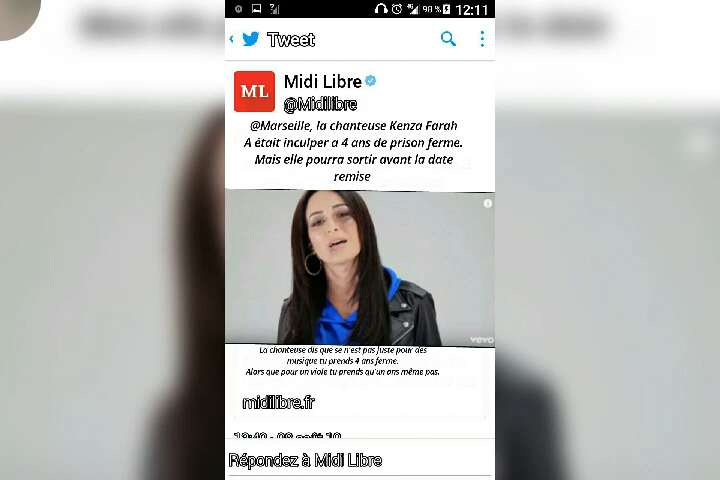 90% 12:11
Tweet
ML
Midi Libre
@Midilibre
@Marseille, la chanteuse Kenza Farah
A était inculper a 4 ans de prison ferme.
Mais elle pourra sortir avant la date
remise
vevo
La chanteuse dis que se n'est pas juste pour des
musique tu prends 4 ans ferme.
Alors que pour un viole tu prends qu'un ans même pas.
midilibre.fr
Répondez à Midi Libre